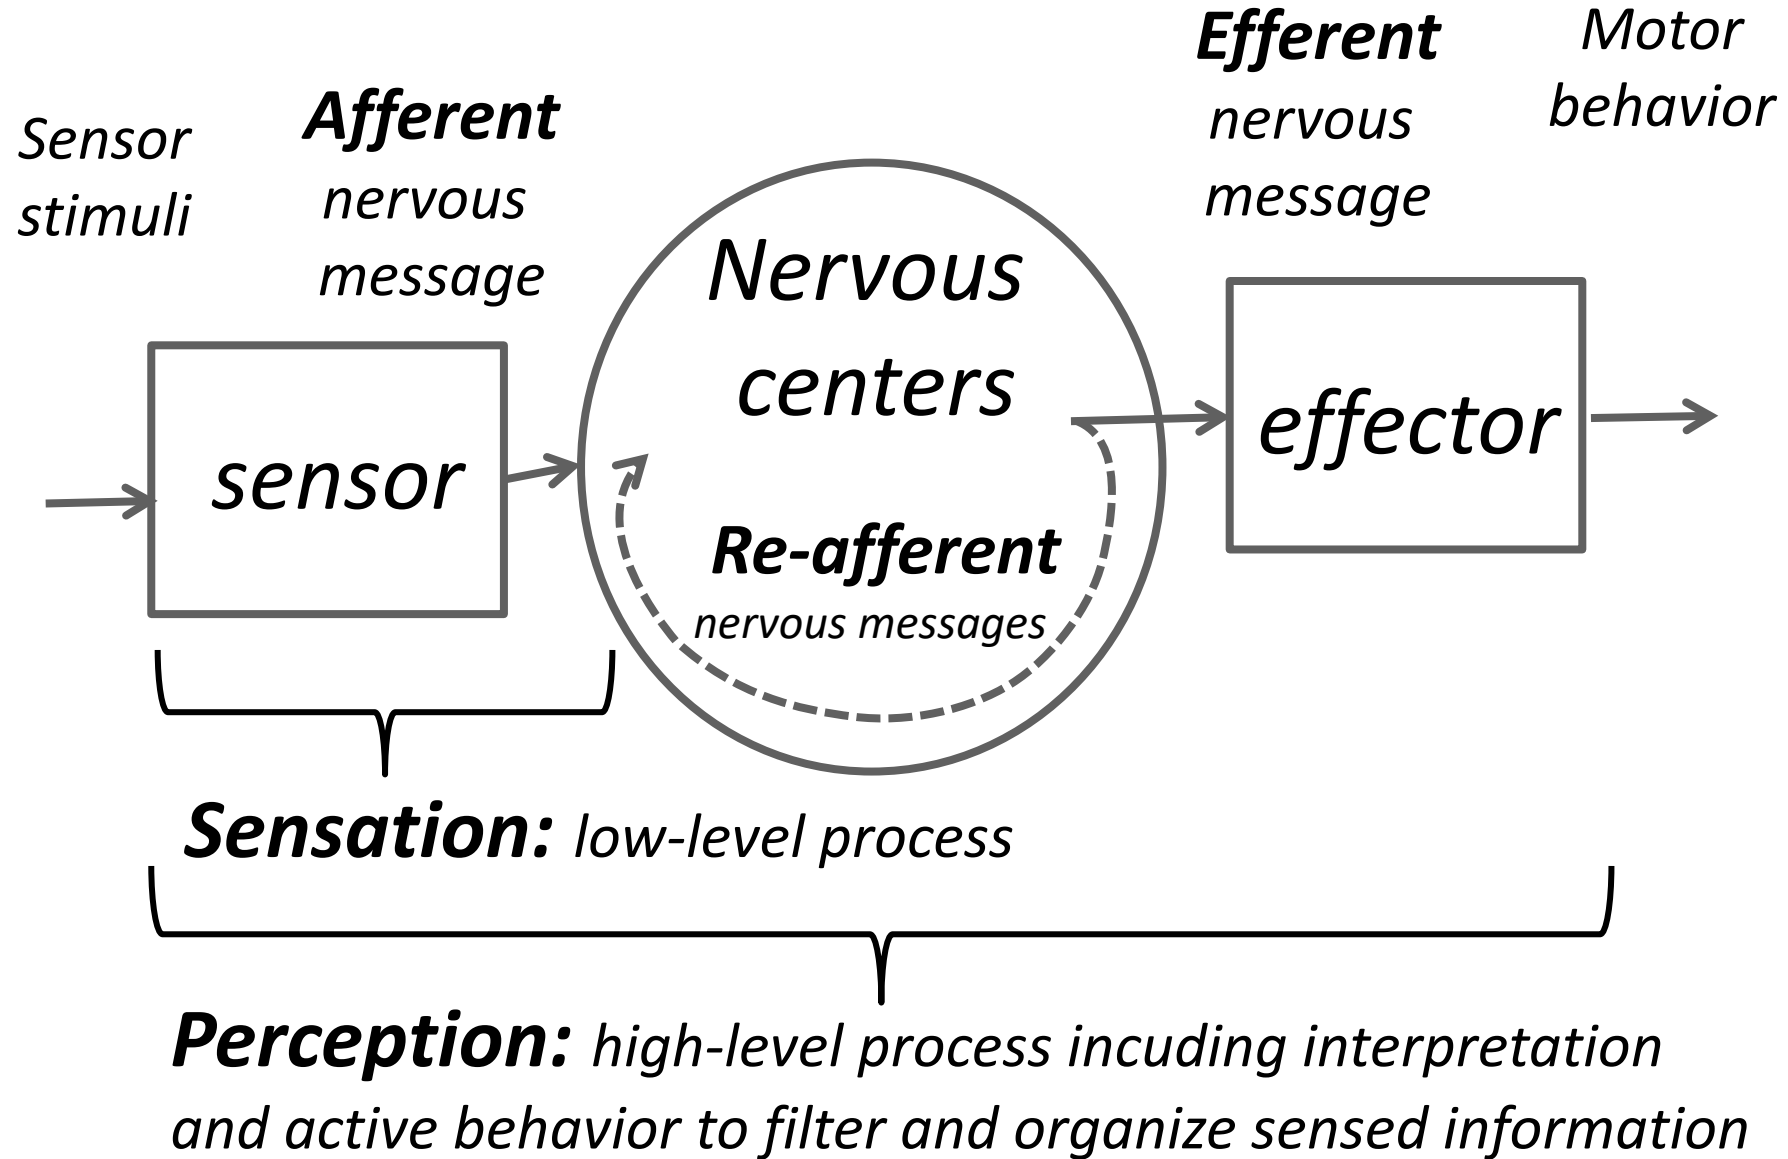 Sensor
stimuli
Afferent
nervous
message
Nervous
centers
Efferent
nervous
message
Motor
behavior
sensor
effector
Re-afferent
nervous messages
Sensation: low-level process
Perception: high-level process incuding interpretation
and active behavior to filter and organize sensed information